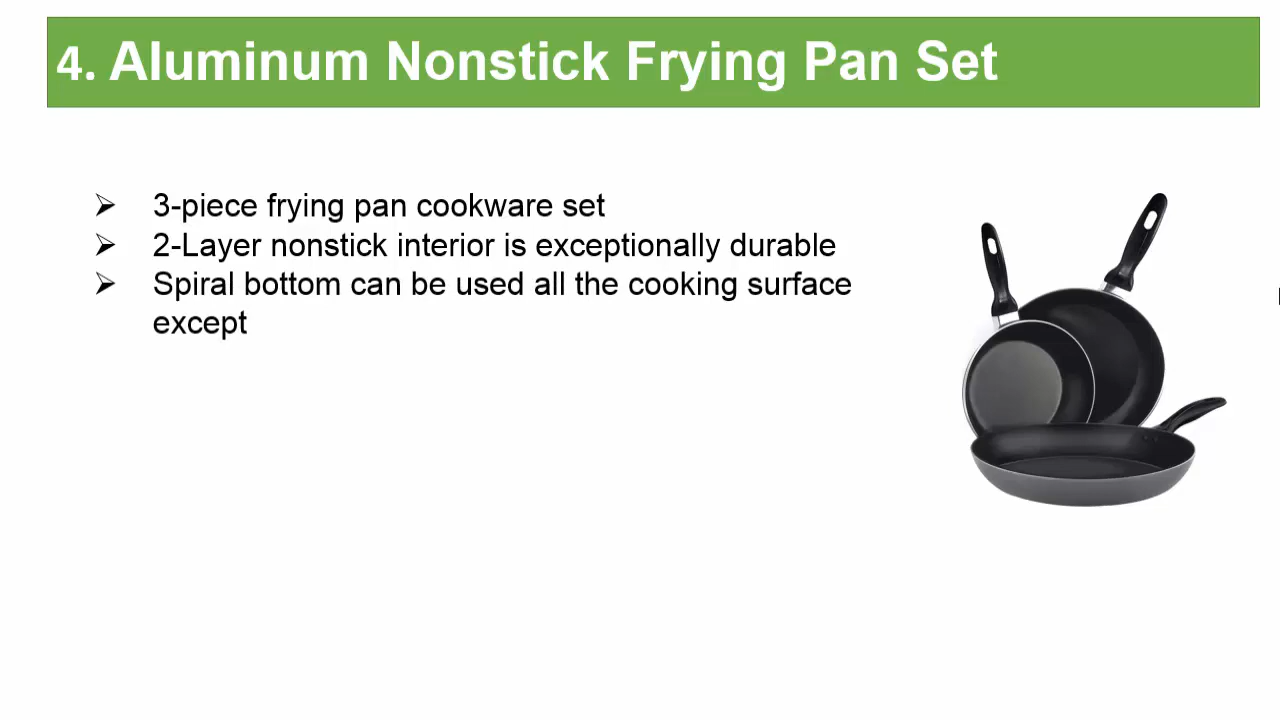 4. Aluminum Nonstick Frying Pan Set
3-piece frying pan cookware set
2-Layer nonstick interior is exceptionally durable
Spiral bottom can be used all the cooking surface
except